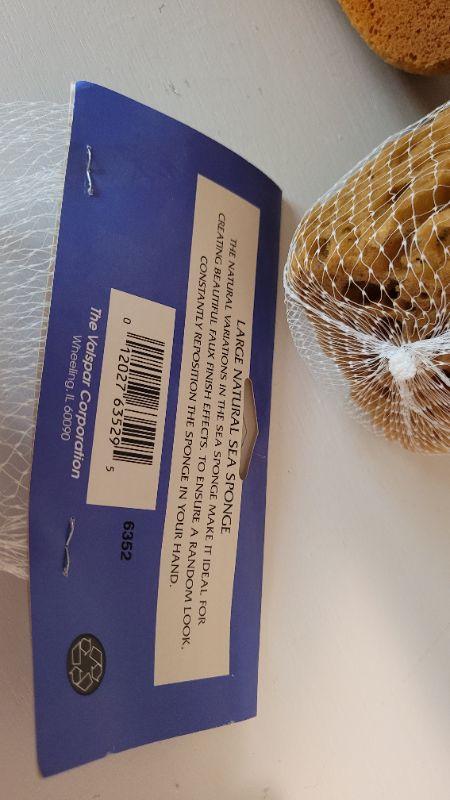 LARGE NATURAL SEA SPONGE
THE NATURAL VARIATIONS IN THE SEA SPONGE MAKE IT IDEAL FOR
CREATING BEAUTIFUL FAUX FINISH EFFECTS. TO ENSURE A RANDOM LOOK,
CONSTANTLY REPOSITION THE SPONGE IN YOUR HAND.
0 12027 63529 5
6352
The Valspar Corporation
Wheeling, IL 60090